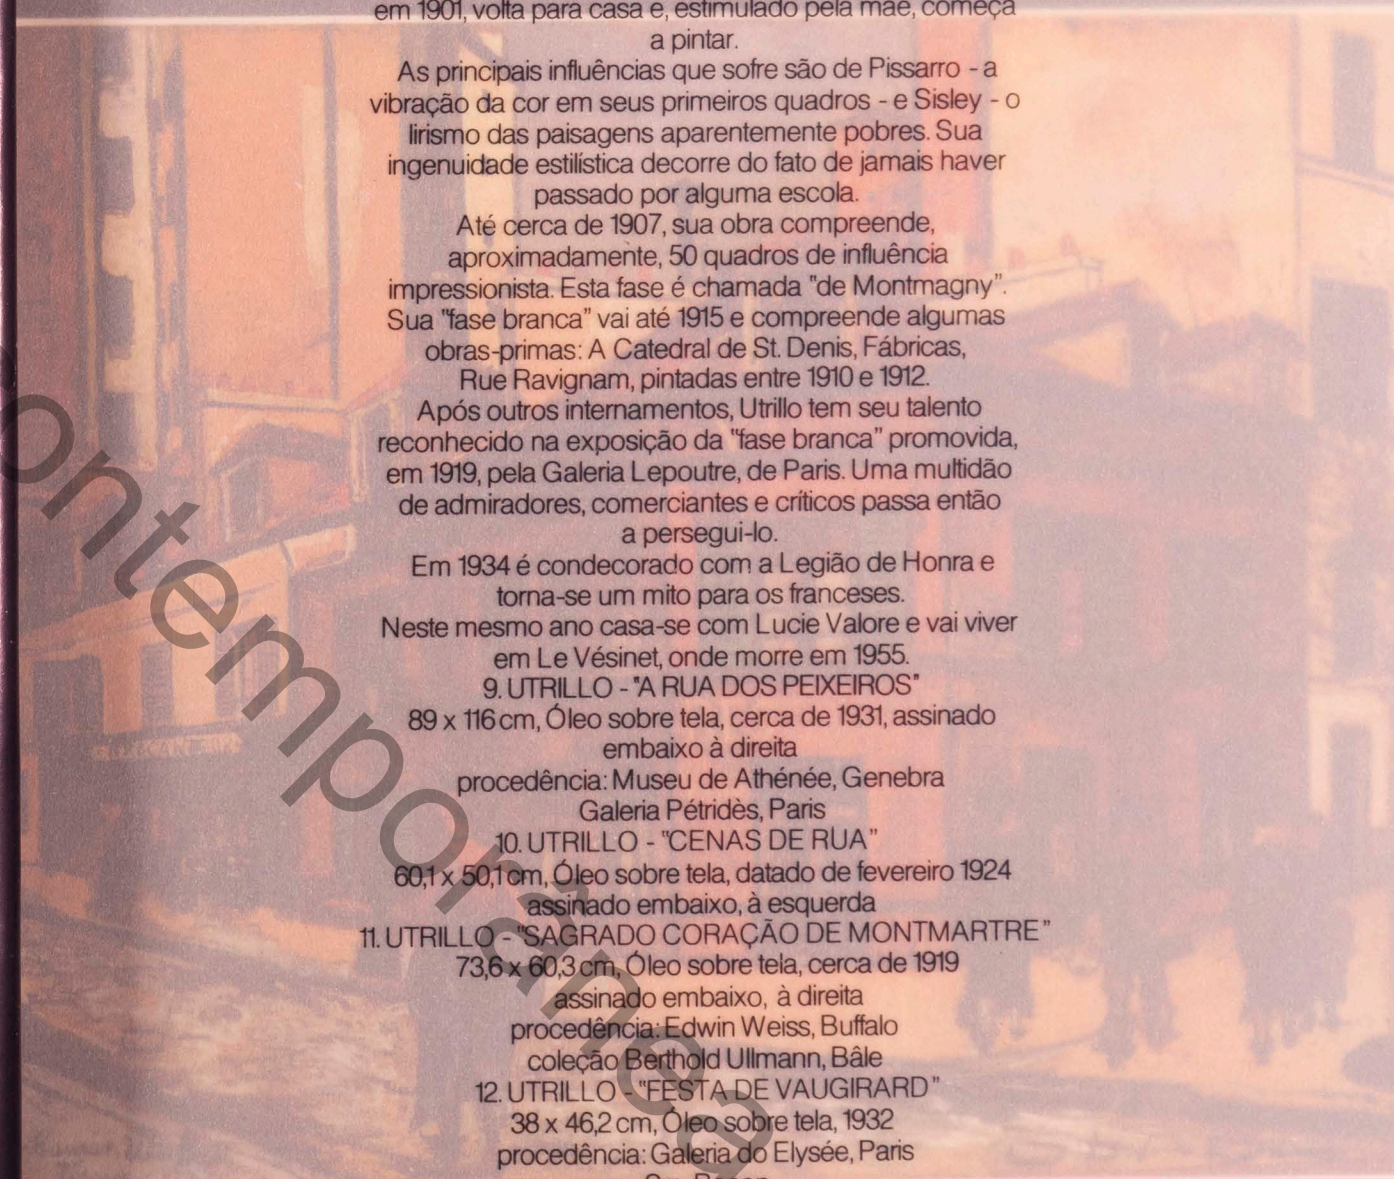 em 1901, volta para casa e, estimulado pela mãe, começa
a pintar.
As principais influências que sofre são de Pissarro - a
vibração da cor em seus primeiros quadros - e Sisley - o
lirismo das paisagens aparentemente pobres. Sua
ingenuidade estilística decorre do fato de jamais haver
passado por alguma escola.
Até cerca de 1907, sua obra compreende,
aproximadamente, 50 quadros de influência
impressionista. Esta fase é chamada "de Montmagny".
Sua "fase branca" vai até 1915 e compreende algumas
obras-primas: A Catedral de St. Denis, Fábricas,
Rue Ravignam, pintadas entre 1910 e 1912.
Após outros internamentos, Utrillo tem seu talento
reconhecido na exposição da "fase branca" promovida,
em 1919, pela Galeria Lepoutre, de Paris. Uma multidão
de admiradores, comerciantes e críticos passa então
a persegui-lo.
Em 1934 é condecorado com a Legião de Honra e
torna-se um mito para os franceses.
Neste mesmo ano casa-se com Lucie Valore e vai viver
em Le Vésinet, onde morre em 1955.
9. UTRILLO - "A RUA DOS PEIXEIROS"
89 x 116 cm, Óleo sobre tela, cerca de 1931, assinado
embaixo à direita
procedência: Museu de Athénée, Genebra
Galeria Pétridès, Paris
10. UTRILLO - "CENAS DE RUA"
60,1 x 50,1 cm, Óleo sobre tela, datado de fevereiro 1924
assinado embaixo, à esquerda
11. UTRILLO - "SAGRADO CORAÇÃO DE MONTMARTRE"
73,6 x 60,3 cm, Óleo sobre tela, cerca de 1919
assinado embaixo, à direita
procedência: Edwin Weiss, Buffalo
coleção Berthold Ullmann, Bâle
12. UTRILLO - "FESTA DE VAUGIRARD"
38 x 46,2 cm, Óleo sobre tela, 1932
procedência: Galeria do Elysée, Paris
ontemporânea